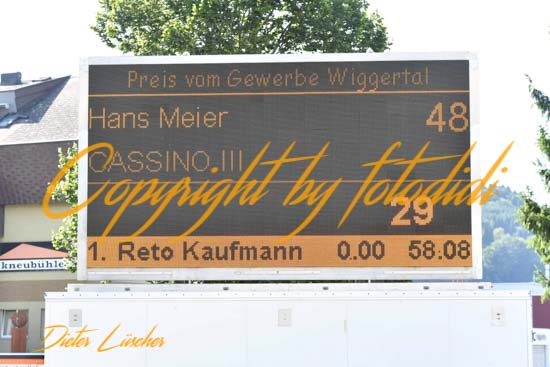 Preis vom Gewerbe Wiggertal
Hans Meier 48
CASSINO III
Copyright by fotodidi
29
1. Reto Kaufmann 0.00 58.08
kneubühle
Dieter Lüscher